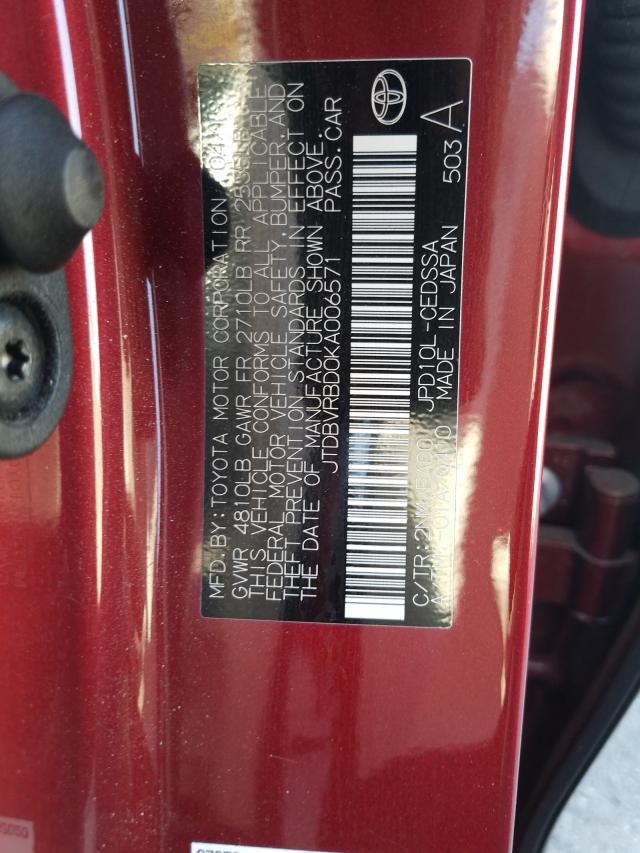 MFD.BY:TOYOTA MOTOR CORPORATION
GVWR 4810LB GAWR FR 2710LB RR
THIS VEHICLE CONFORMS TO ALL APPLICABLE
FEDERAL MOTOR VEHICLE SAFETY, BUMPER,AND
THEFT PREVENTION STANDARDS IN EFFECT ON
THE DATE OF MANUFACTURE SHOWN ABOVE.
JTDBVRBD0KA006571 PASS.CAR
C/TR: JPD10L-CEDSSA
MADE IN JAPAN
503 A